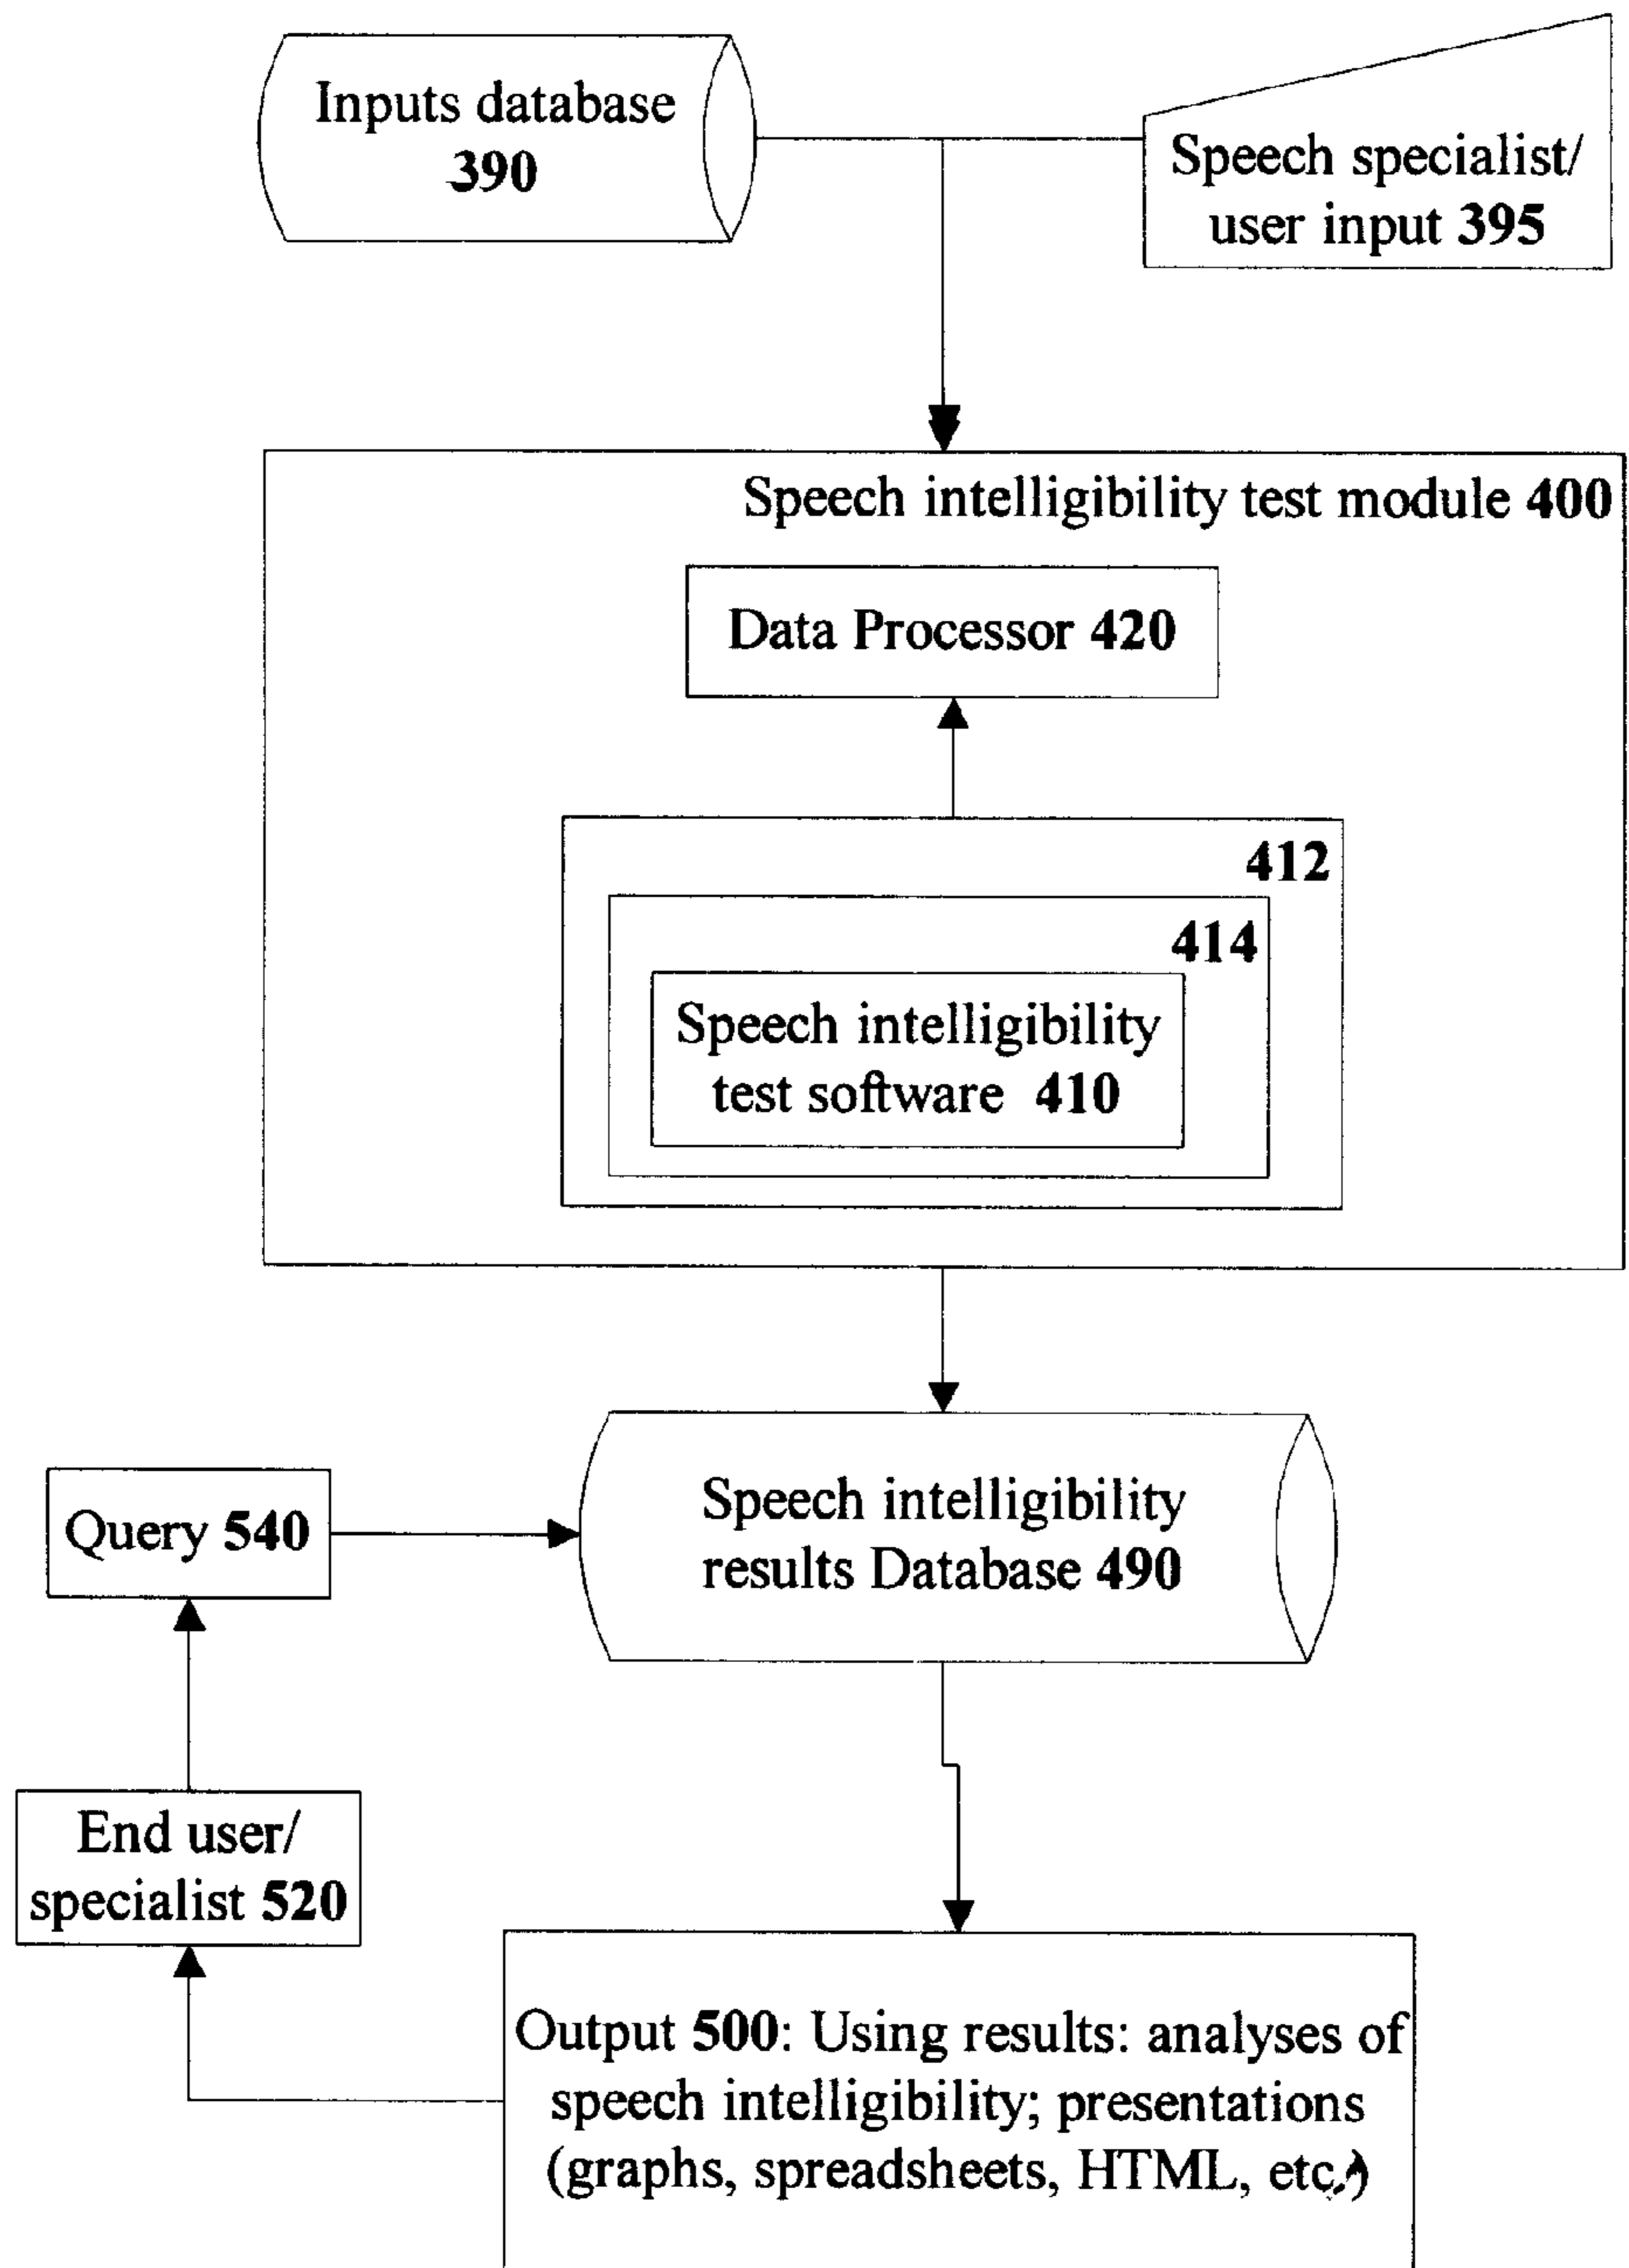 Inputs database
390
Speech specialist/
user input 395
Speech intelligibility test module 400
Data Processor 420
412
414
Speech intelligibility
test software 410
Speech intelligibility
results Database 490
Query 540
End user/
specialist 520
Output 500: Using results: analyses of
speech intelligibility; presentations
(graphs, spreadsheets, HTML, etc.)